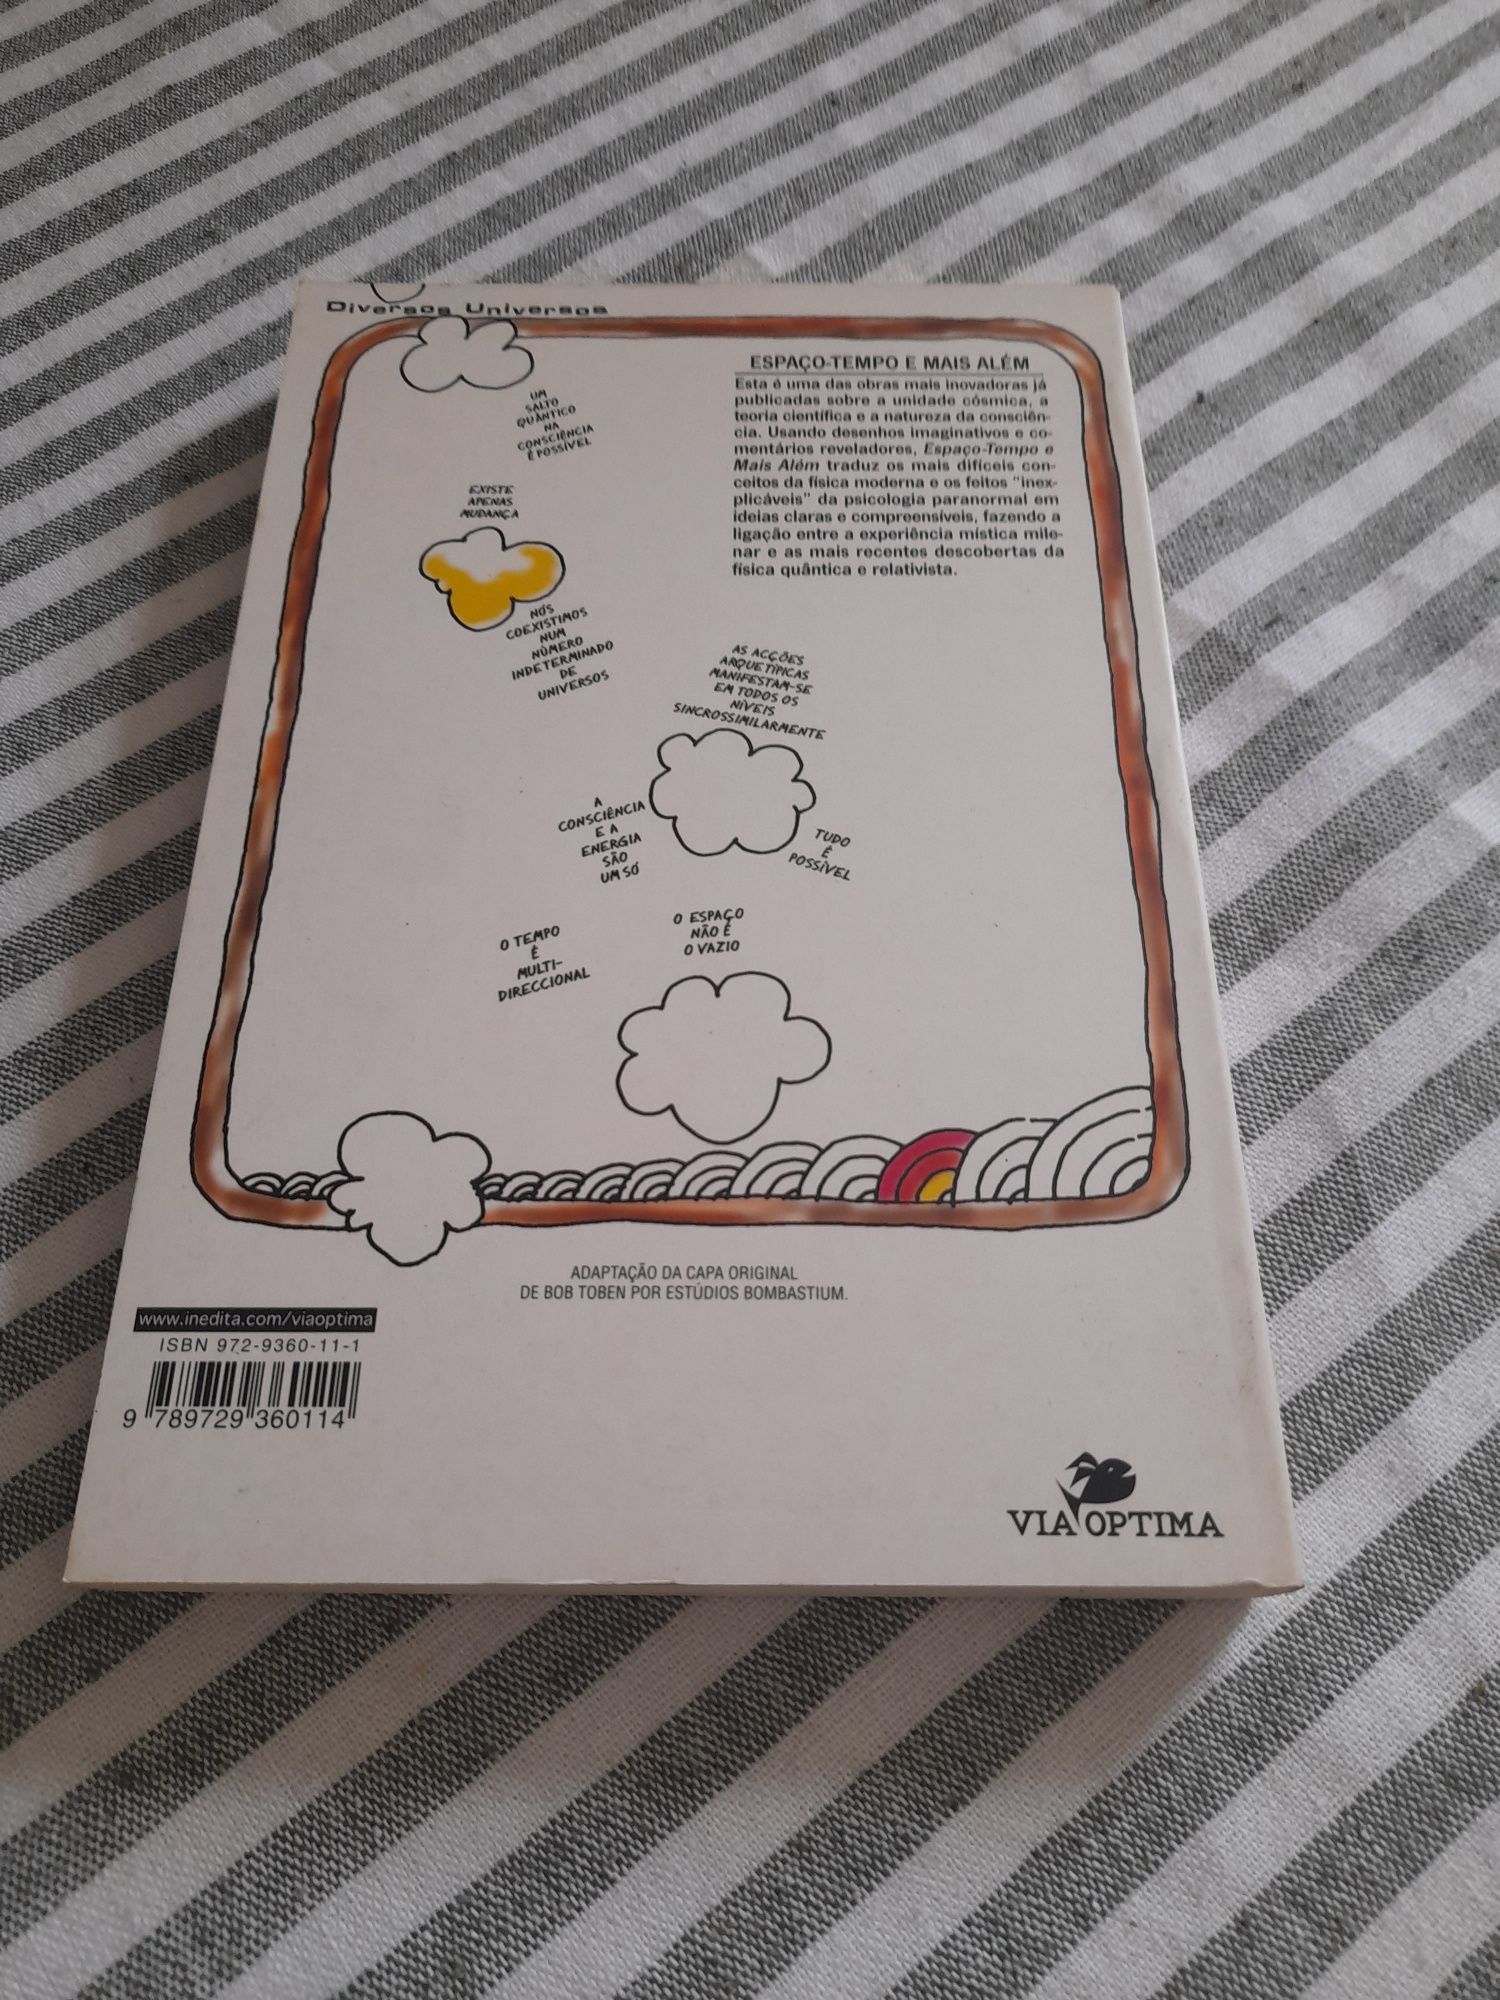 Diversos Universos
ESPAÇO-TEMPO E MAIS ALÉM
Esta é uma das obras mais inovadoras já
publicadas sobre a unidade cósmica, a
teoria científica e a natureza da consciên-
cia. Usando desenhos imaginativos e co-
mentários reveladores, Espaço-Tempo e
Mais Além traduz os mais difíceis con-
ceitos da física moderna e os feitos "inex-
plicáveis" da psicologia paranormal em
ideias claras e compreensíveis, fazendo a
ligação entre a experiência mística mile-
nar e as mais recentes descobertas da
física quântica e relativista.
UM
SALTO
QUÂNTICO
NA
CONSCIÊNCIA
É POSSÍVEL
EXISTE
APENAS
MUDANÇA
NÓS
COEXISTIMOS
NUM
NÚMERO
INDETERMINADO
DE
UNIVERSOS
AS ACÇÕES
ARQUETÍPICAS
MANIFESTAM-SE
EM TODOS OS
NÍVEIS
SINCROSSIMILARMENTE
A
CONSCIÊNCIA
E A
ENERGIA
SÃO
UM SÓ
TUDO
É
POSSÍVEL
O TEMPO
É
MULTI-
DIRECCIONAL
O ESPAÇO
NÃO É
O VAZIO
ADAPTAÇÃO DA CAPA ORIGINAL
DE BOB TOBEN POR ESTÚDIOS BOMBASTIUM.
www.inedita.com/viaoptima
ISBN 972-9360-11-1
9 789729 360114
VIA OPTIMA